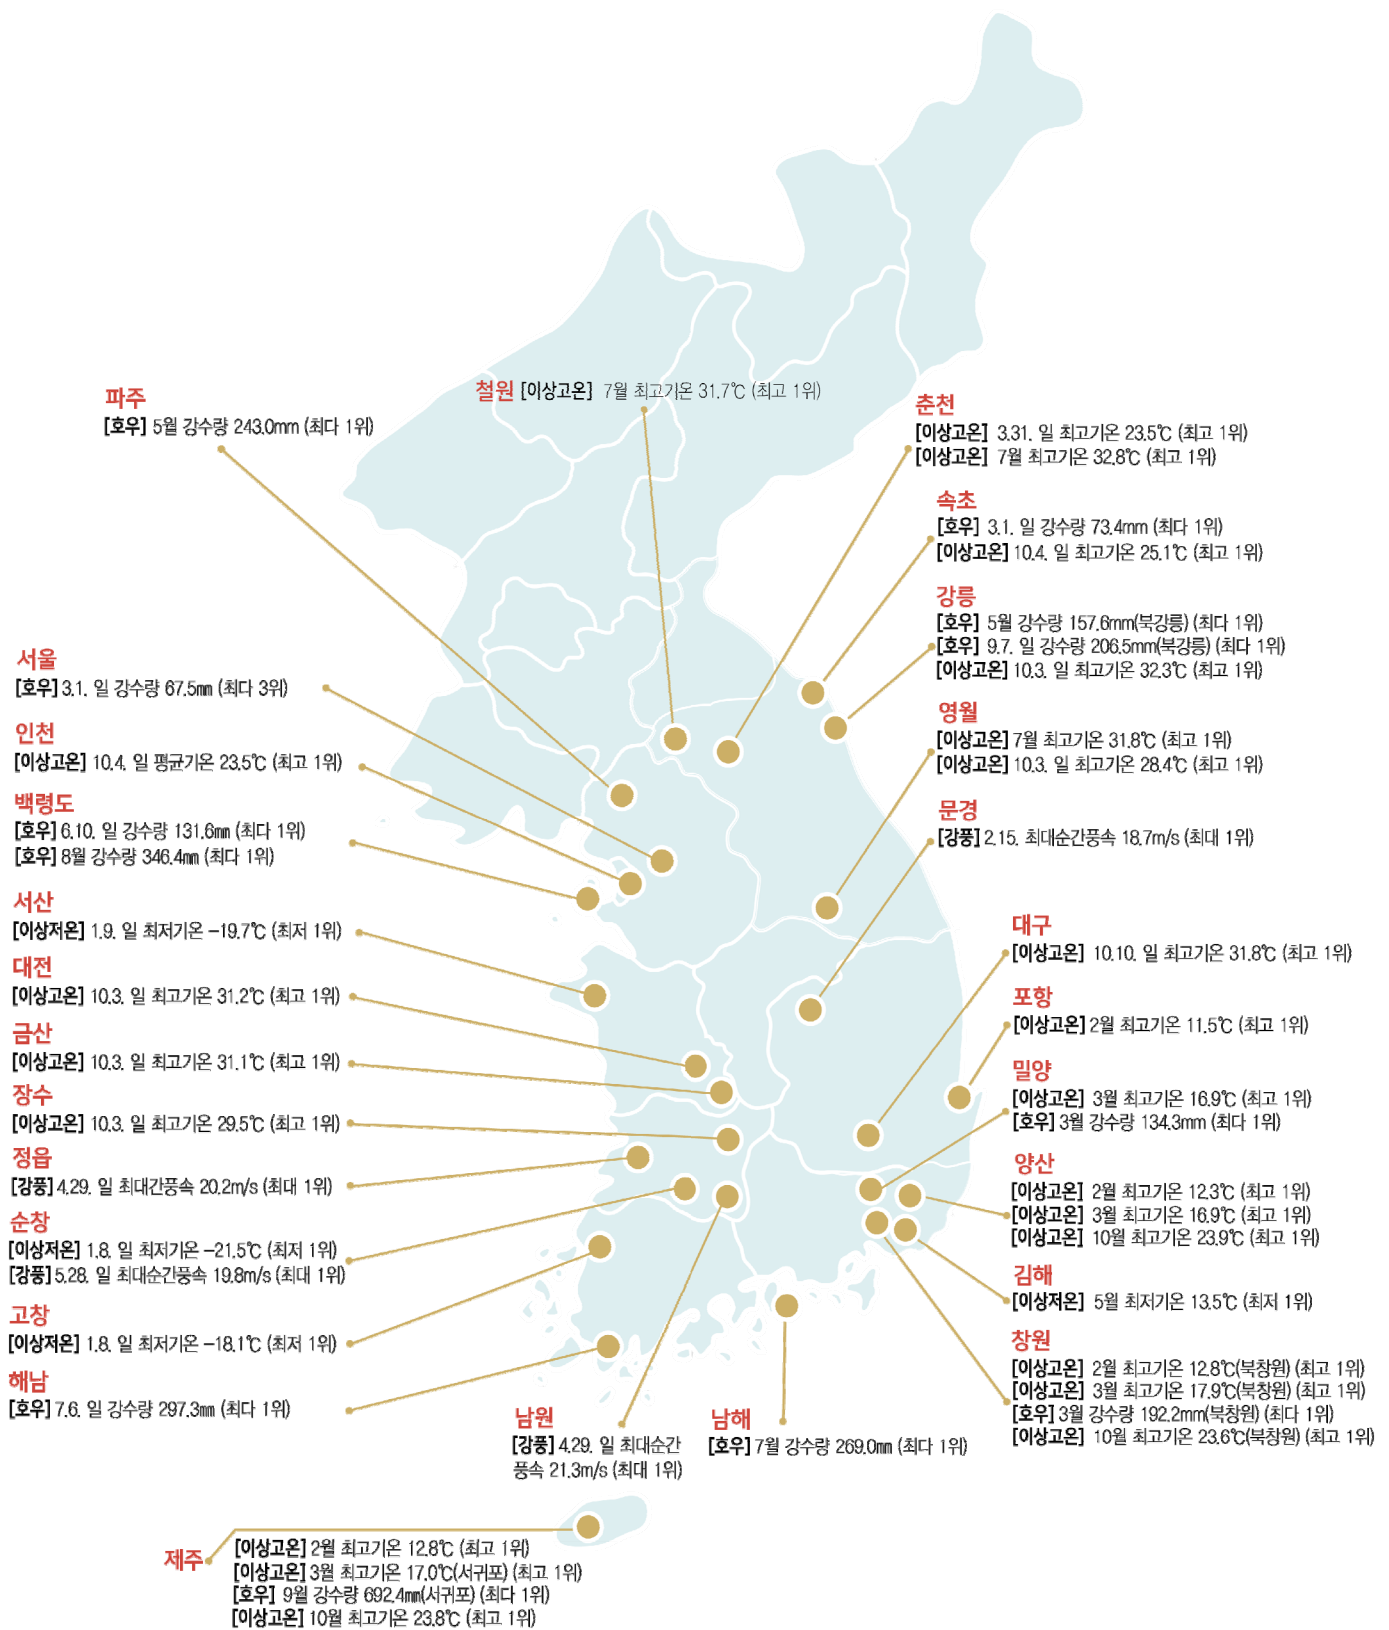 파주
[호우] 5월 강수량 243.0mm (최다 1위)
철원 [이상고온] 7월 최고기온 31.7℃ (최고 1위)
춘천
[이상고온] 3.31. 일 최고기온 23.5℃ (최고 1위)
[이상고온] 7월 최고기온 32.8℃ (최고 1위)
속초
[호우] 3.1. 일 강수량 73.4mm (최다 1위)
[이상고온] 10.4. 일 최고기온 25.1℃ (최고 1위)
강릉
[호우] 5월 강수량 157.6mm(북강릉) (최다 1위)
[호우] 9.7. 일 강수량 206.5mm(북강릉) (최다 1위)
[이상고온] 10.3. 일 최고기온 32.3℃ (최고 1위)
영월
[이상고온] 7월 최고기온 31.8℃ (최고 1위)
[이상고온] 10.3. 일 최고기온 28.4℃ (최고 1위)
문경
[강풍] 2.15. 최대순간풍속 18.7m/s (최대 1위)
대구
[이상고온] 10.10. 일 최고기온 31.8℃ (최고 1위)
포항
[이상고온] 2월 최고기온 11.5℃ (최고 1위)
밀양
[이상고온] 3월 최고기온 16.9℃ (최고 1위)
[호우] 3월 강수량 134.3mm (최다 1위)
양산
[이상고온] 2월 최고기온 12.3℃ (최고 1위)
[이상고온] 3월 최고기온 16.9℃ (최고 1위)
[이상고온] 10월 최고기온 23.9℃ (최고 1위)
김해
[이상저온] 5월 최저기온 13.5℃ (최저 1위)
창원
[이상고온] 2월 최고기온 12.8℃(북창원) (최고 1위)
[이상고온] 3월 최고기온 17.9℃(북창원) (최고 1위)
[호우] 3월 강수량 192.2mm(북창원) (최다 1위)
[이상고온] 10월 최고기온 23.6℃(북창원) (최고 1위)
서울
[호우] 3.1. 일 강수량 67.5㎜ (최다 3위)
인천
[이상고온] 10.4. 일 평균기온 23.5℃ (최고 1위)
백령도
[호우] 6.10. 일 강수량 131.6㎜ (최다 1위)
[호우] 8월 강수량 346.4㎜ (최다 1위)
서산
[이상저온] 1.9. 일 최저기온 -19.7℃ (최저 1위)
대전
[이상고온] 10.3. 일 최고기온 31.2℃ (최고 1위)
금산
[이상고온] 10.3. 일 최고기온 31.1℃ (최고 1위)
장수
[이상고온] 10.3. 일 최고기온 29.5℃ (최고 1위)
정읍
[강풍] 4.29. 일 최대간풍속 20.2m/s (최대 1위)
순창
[이상저온] 1.8. 일 최저기온 -21.5℃ (최저 1위)
[강풍] 5.28. 일 최대순간풍속 19.8m/s (최대 1위)
고창
[이상저온] 1.8. 일 최저기온 -18.1℃ (최저 1위)
해남
[호우] 7.6. 일 강수량 297.3㎜ (최다 1위)
남원
[강풍] 4.29. 일 최대순간
풍속 21.3m/s (최대 1위)
남해
[호우] 7월 강수량 269.0㎜ (최다 1위)
제주
[이상고온] 2월 최고기온 12.8℃ (최고 1위)
[이상고온] 3월 최고기온 17.0℃(서귀포) (최고 1위)
[호우] 9월 강수량 692.4㎜(서귀포) (최다 1위)
[이상고온] 10월 최고기온 23.8℃ (최고 1위)